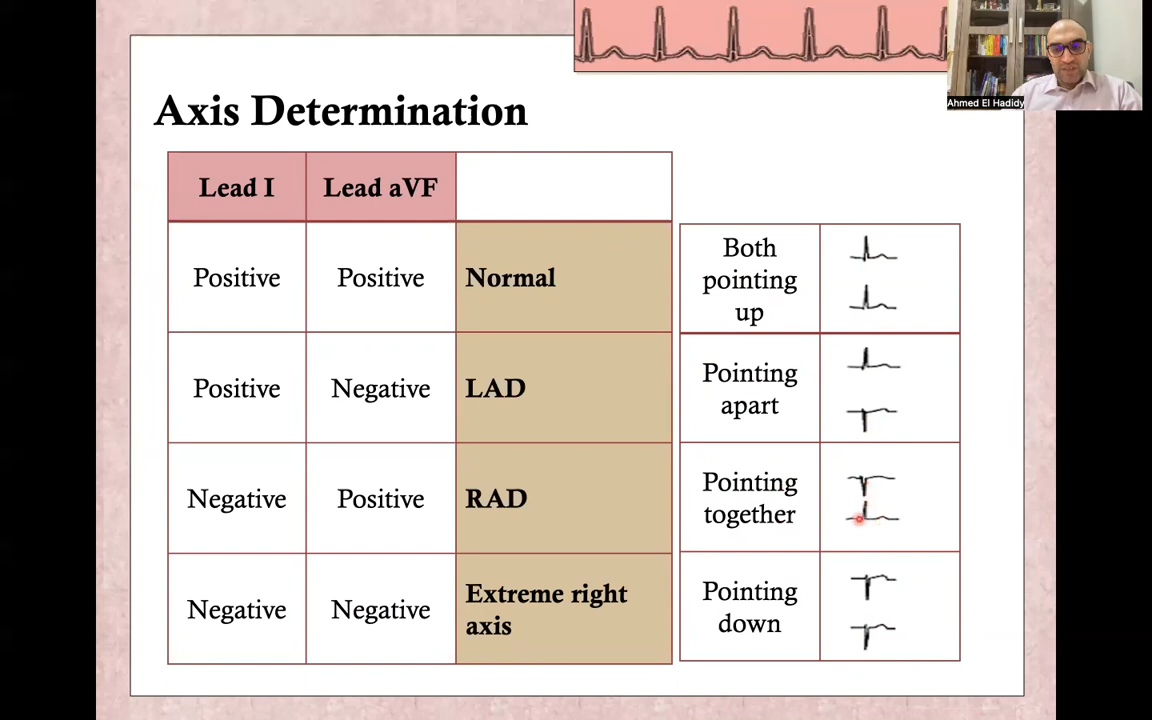 Ahmed El Hadidy
Axis Determination
Lead I
Lead aVF
Positive
Positive
Normal
Both
pointing
up
Positive
Negative
LAD
Pointing
apart
Negative
Positive
RAD
Pointing
together
Negative
Negative
Extreme right
axis
Pointing
down